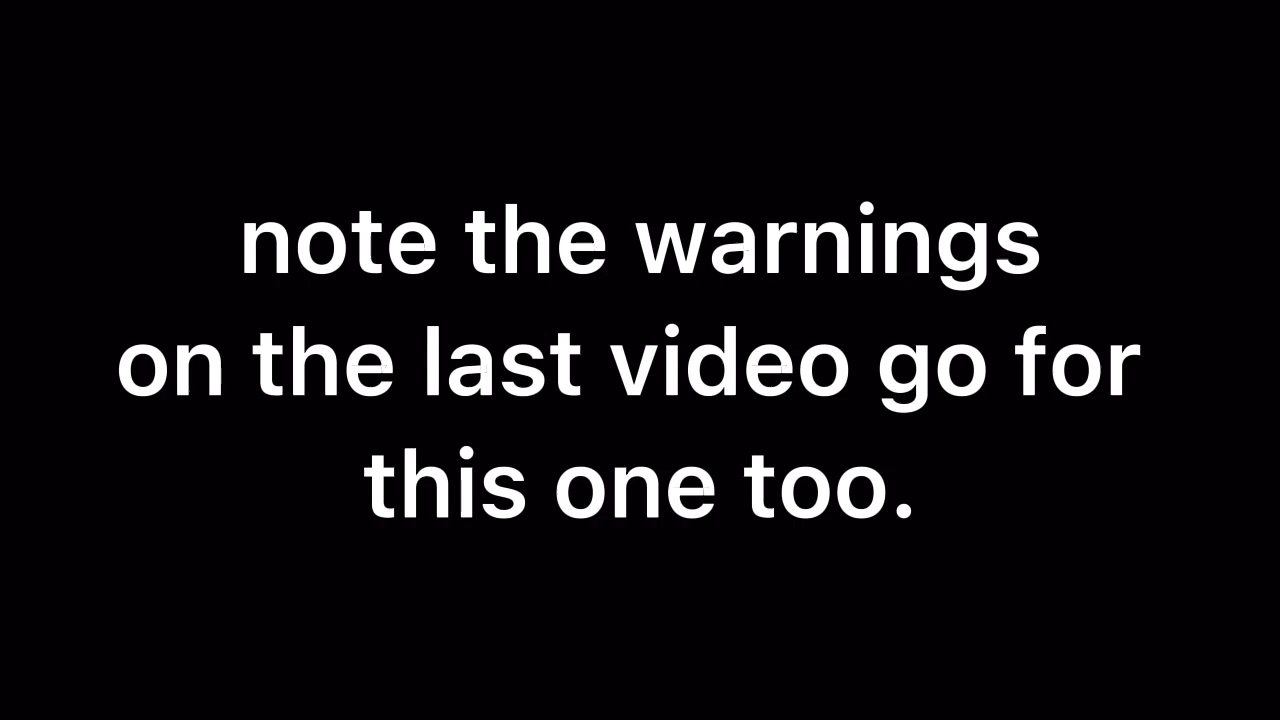 note the warnings
on the last video go for
this one too.